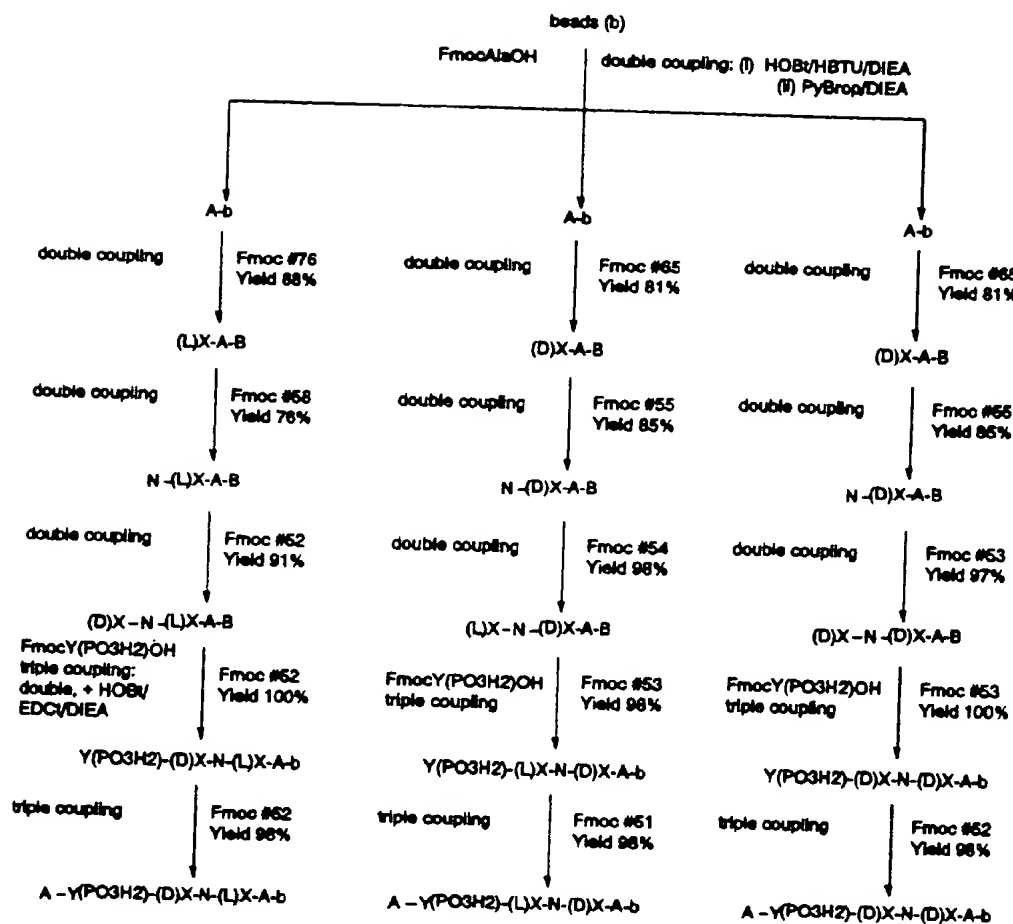 beads (b)
FmocAlaOH
double coupling: (i) HOBt/HBTU/DIEA
(ii) PyBrop/DIEA
A-b
A-b
A-b
double coupling
Fmoc #76
Yield 88%
double coupling
Fmoc #65
Yield 81%
double coupling
Fmoc #65
Yield 81%
(L)X-A-B
(D)X-A-B
(D)X-A-B
double coupling
Fmoc #58
Yield 76%
double coupling
Fmoc #55
Yield 85%
double coupling
Fmoc #55
Yield 85%
N-(L)X-A-B
N-(D)X-A-B
N-(D)X-A-B
double coupling
Fmoc #52
Yield 91%
double coupling
Fmoc #54
Yield 98%
double coupling
Fmoc #53
Yield 97%
(D)X-N-(L)X-A-B
(L)X-N-(D)X-A-B
(D)X-N-(D)X-A-B
FmocY(PO3H2)OH
triple coupling:
double, + HOBt/
EDCI/DIEA
Fmoc #52
Yield 100%
FmocY(PO3H2)OH
triple coupling
Fmoc #53
Yield 98%
FmocY(PO3H2)OH
triple coupling
Fmoc #53
Yield 100%
Y(PO3H2)-(D)X-N-(L)X-A-b
Y(PO3H2)-(L)X-N-(D)X-A-b
Y(PO3H2)-(D)X-N-(D)X-A-b
triple coupling
Fmoc #52
Yield 98%
triple coupling
Fmoc #51
Yield 98%
triple coupling
Fmoc #52
Yield 98%
A-Y(PO3H2)-(D)X-N-(L)X-A-b
A-Y(PO3H2)-(L)X-N-(D)X-A-b
A-Y(PO3H2)-(D)X-N-(D)X-A-b